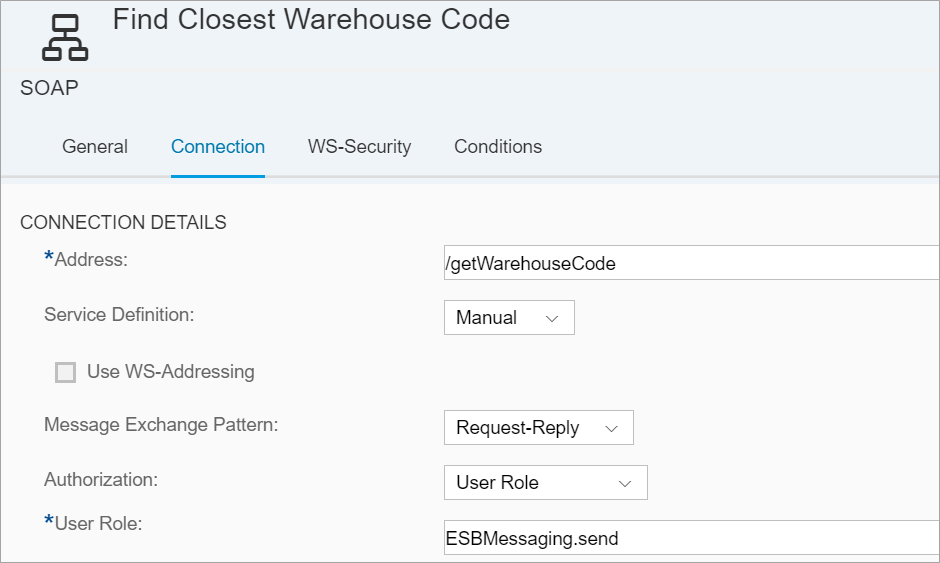 Find Closest Warehouse Code
SOAP
General Connection WS-Security Conditions
CONNECTION DETAILS
*Address: /getWarehouseCode
Service Definition: Manual
Use WS-Addressing
Message Exchange Pattern: Request-Reply
Authorization: User Role
*User Role: ESBMessaging.send